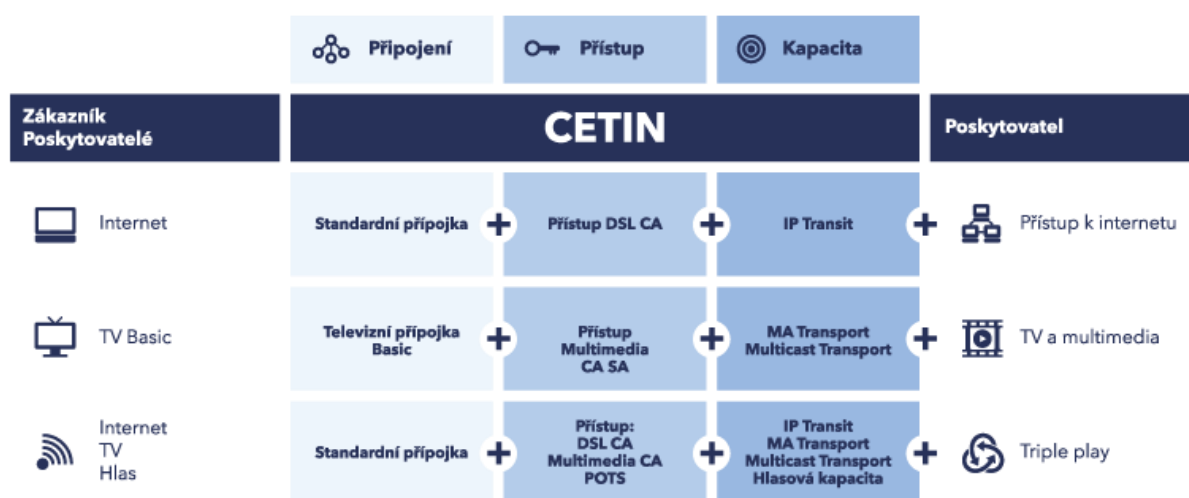 Připojení
Přístup
Kapacita
Zákazník
Poskytovatelé
CETIN
Poskytovatel
Internet
Standardní přípojka
Přístup DSL CA
IP Transit
Přístup k internetu
TV Basic
Televizní přípojka
Basic
Přístup
Multimedia
CA SA
MA Transport
Multicast Transport
TV a multimedia
Internet
TV
Hlas
Standardní přípojka
Přístup:
DSL CA
Multimedia CA
POTS
IP Transit
MA Transport
Multicast Transport
Hlasová kapacita
Triple play